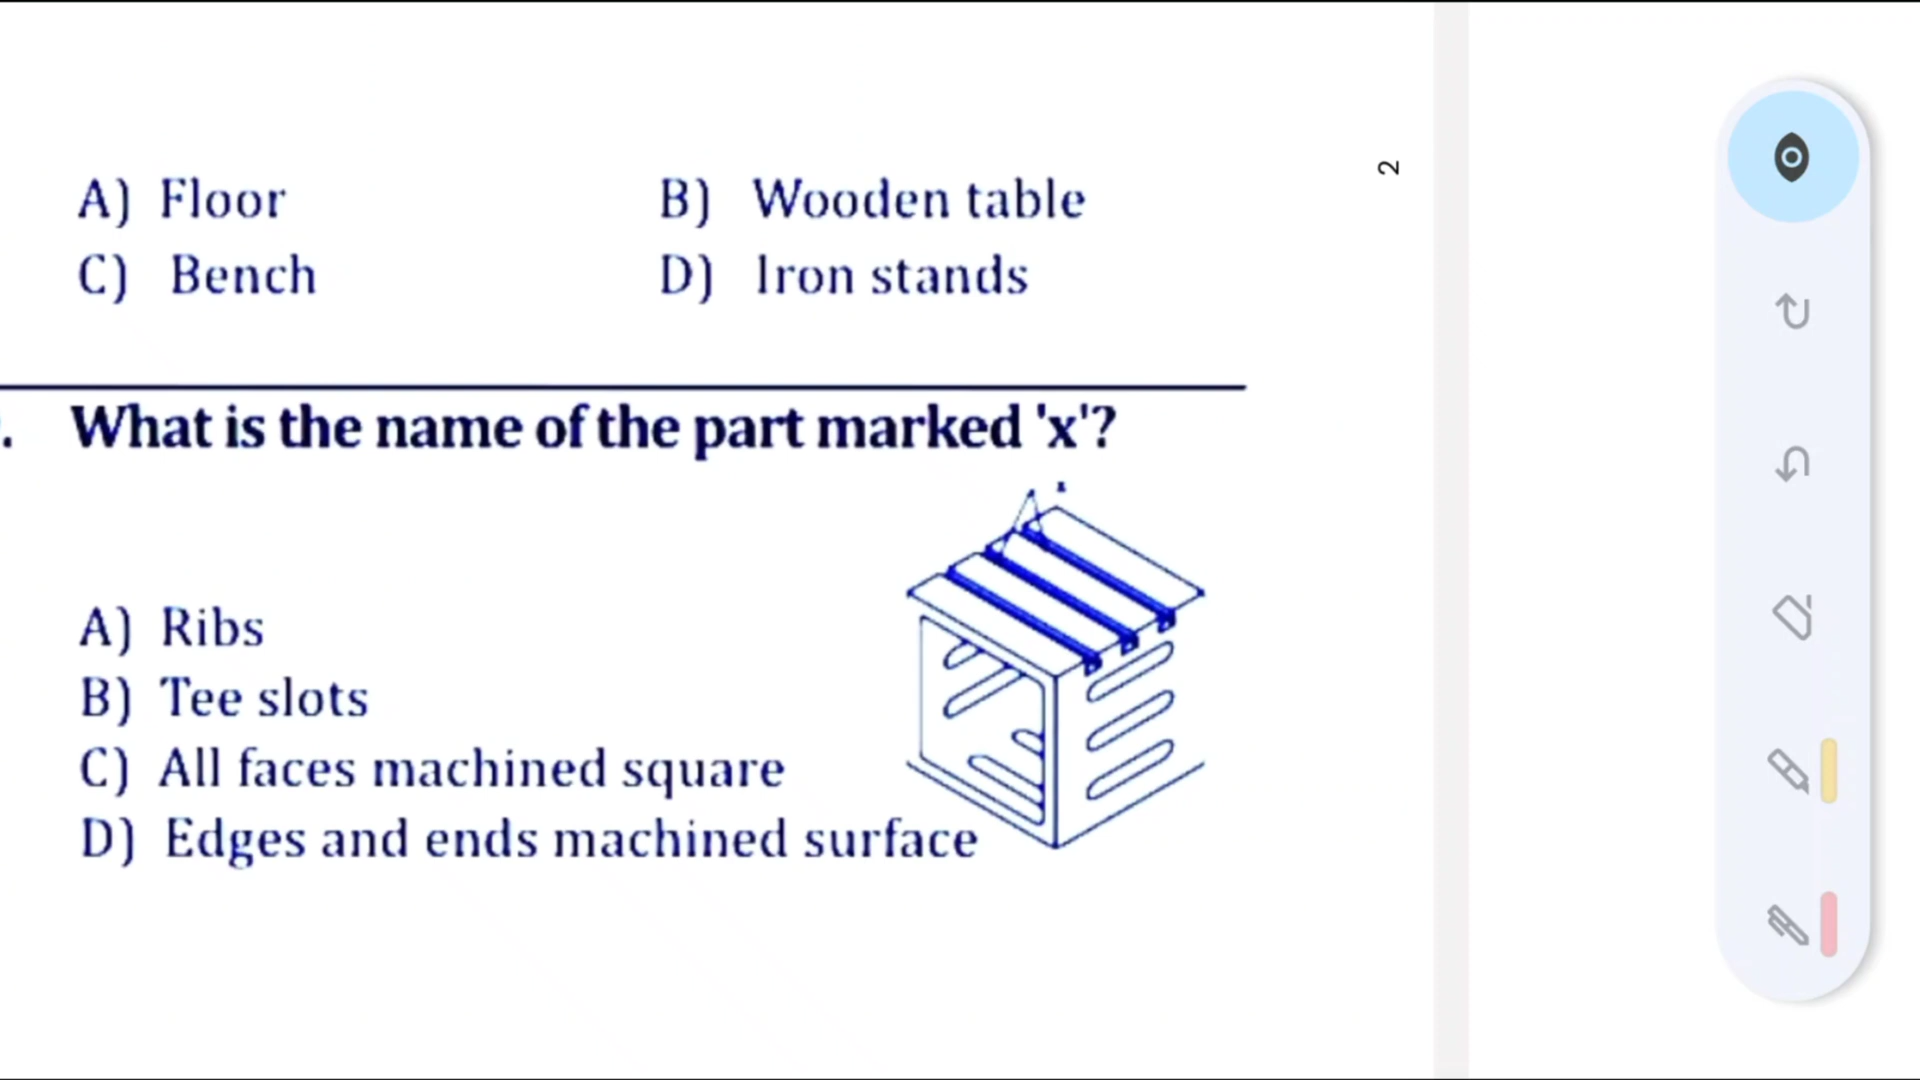 A) Floor B) Wooden table
C) Bench D) Iron stands
2
. What is the name of the part marked 'x'?
A) Ribs
B) Tee slots
C) All faces machined square
D) Edges and ends machined surface